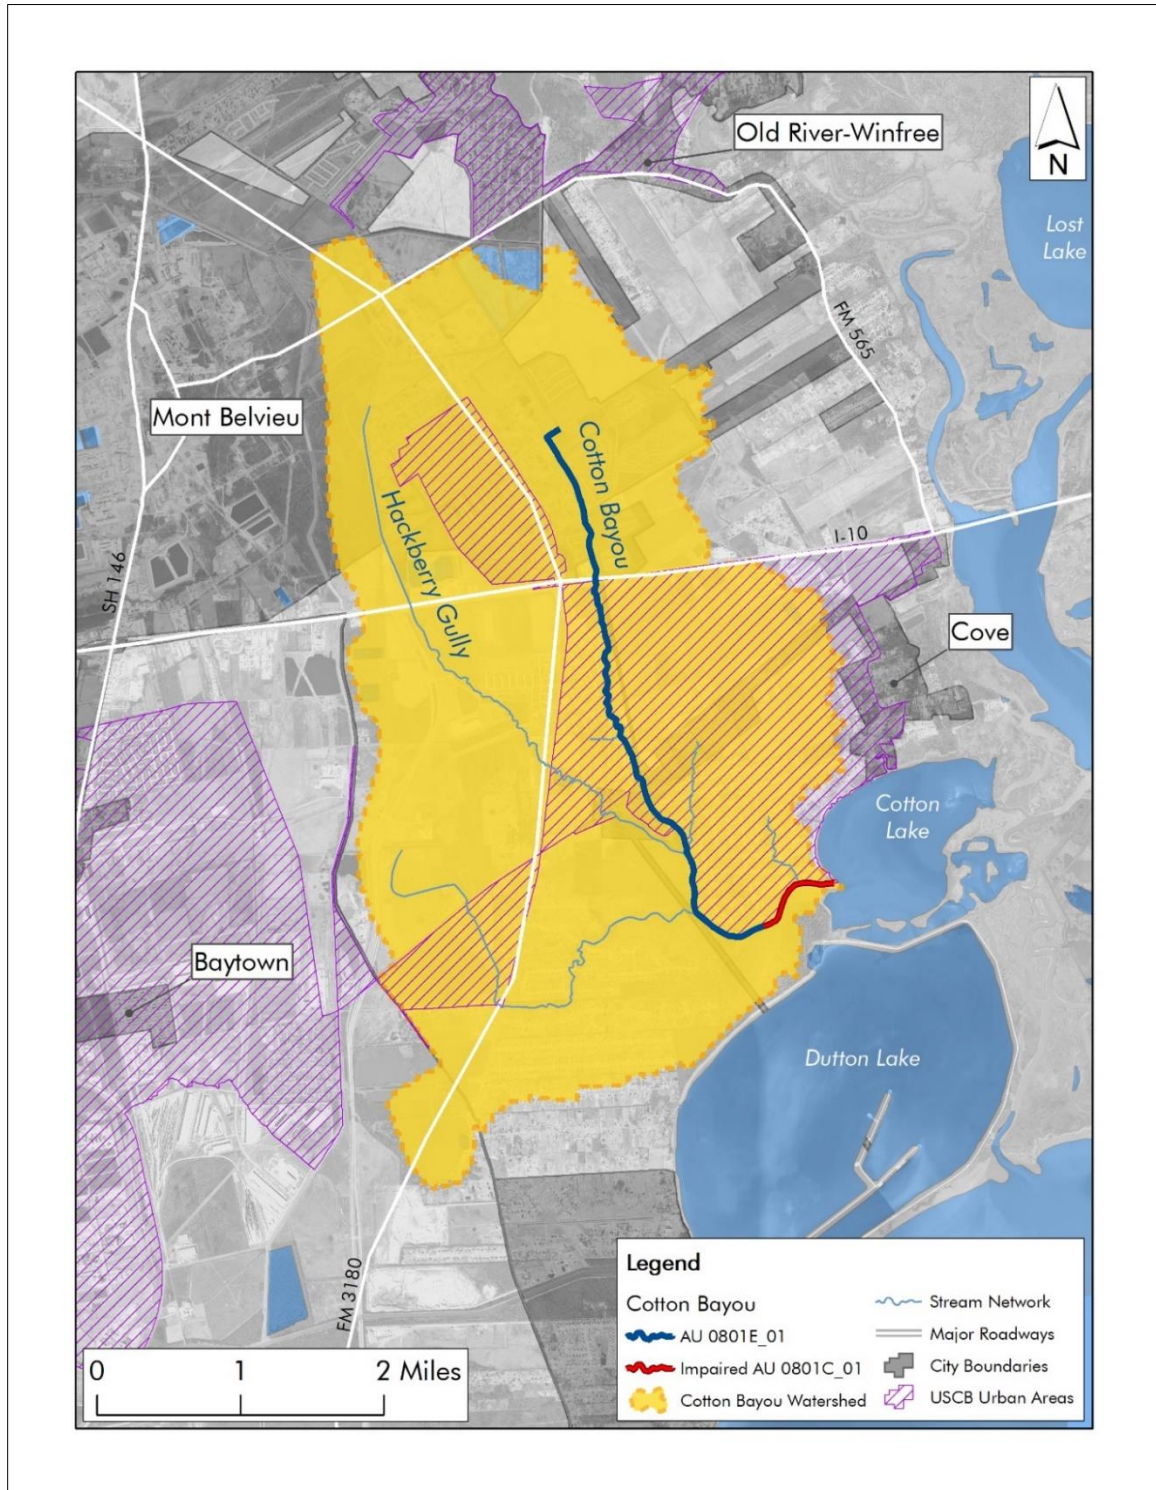 Old River-Winfree
N
Lost
Lake
FM 565
Mont Belvieu
Cotton Bayou
Hackberry Gully
I-10
SH 146
Cove
Cotton
Lake
Baytown
Dutton Lake
FM 3180
Legend
Cotton Bayou
AU 0801E_01
Impaired AU 0801C_01
Cotton Bayou Watershed
Stream Network
Major Roadways
City Boundaries
USCB Urban Areas
0 1 2 Miles